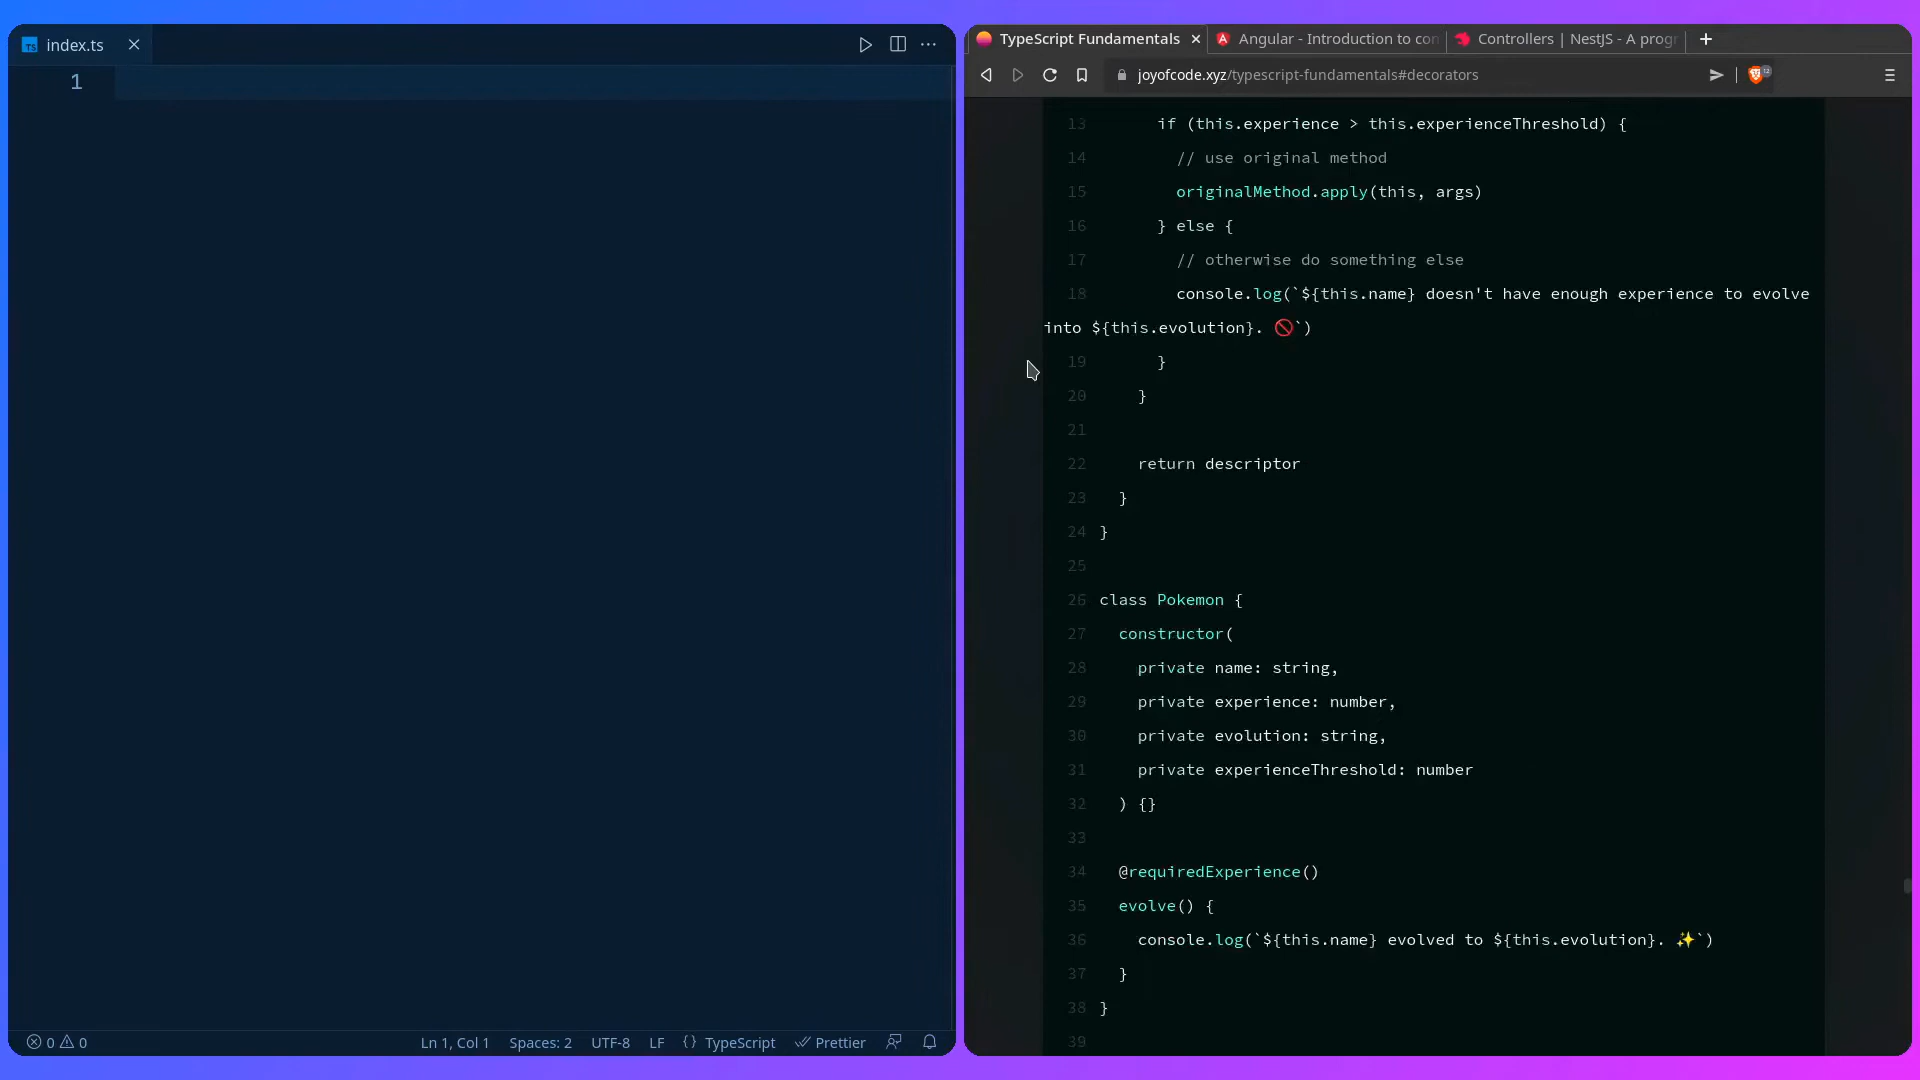 index.ts
1
Ln 1, Col 1
Spaces: 2
UTF-8
LF
{} TypeScript
Prettier
0
0
TypeScript Fundamentals
Angular - Introduction to con
Controllers | NestJS - A progr
joyofcode.xyz/typescript-fundamentals#decorators
13 if (this.experience > this.experienceThreshold) {
14 // use original method
15 originalMethod.apply(this, args)
16 } else {
17 // otherwise do something else
18 console.log(`${this.name} doesn't have enough experience to evolve
into ${this.evolution}. 🚫`)
19 }
20 }
21
22 return descriptor
23 }
24 }
25
26 class Pokemon {
27 constructor(
28 private name: string,
29 private experience: number,
30 private evolution: string,
31 private experienceThreshold: number
32 ) {}
33
34 @requiredExperience()
35 evolve() {
36 console.log(`${this.name} evolved to ${this.evolution}. ✨`)
37 }
38 }
39